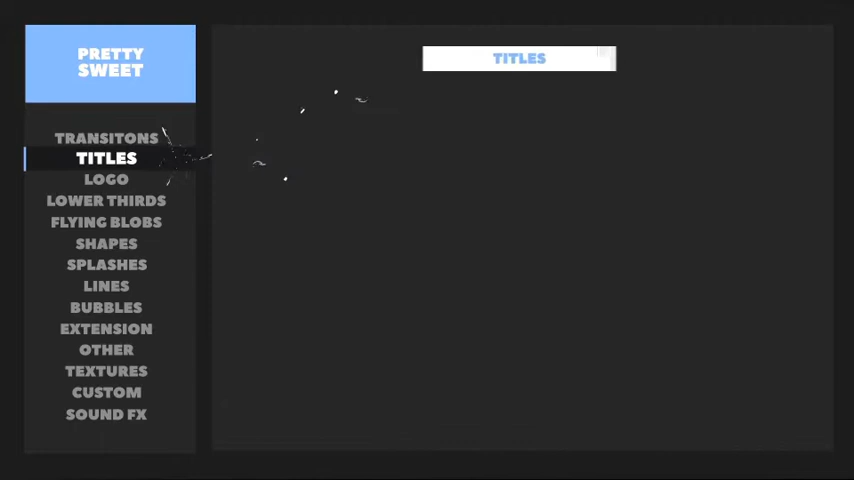 PRETTY
SWEET
TITLES
TRANSITONS
TITLES
LOGO
LOWER THIRDS
FLYING BLOBS
SHAPES
SPLASHES
LINES
BUBBLES
EXTENSION
OTHER
TEXTURES
CUSTOM
SOUND FX